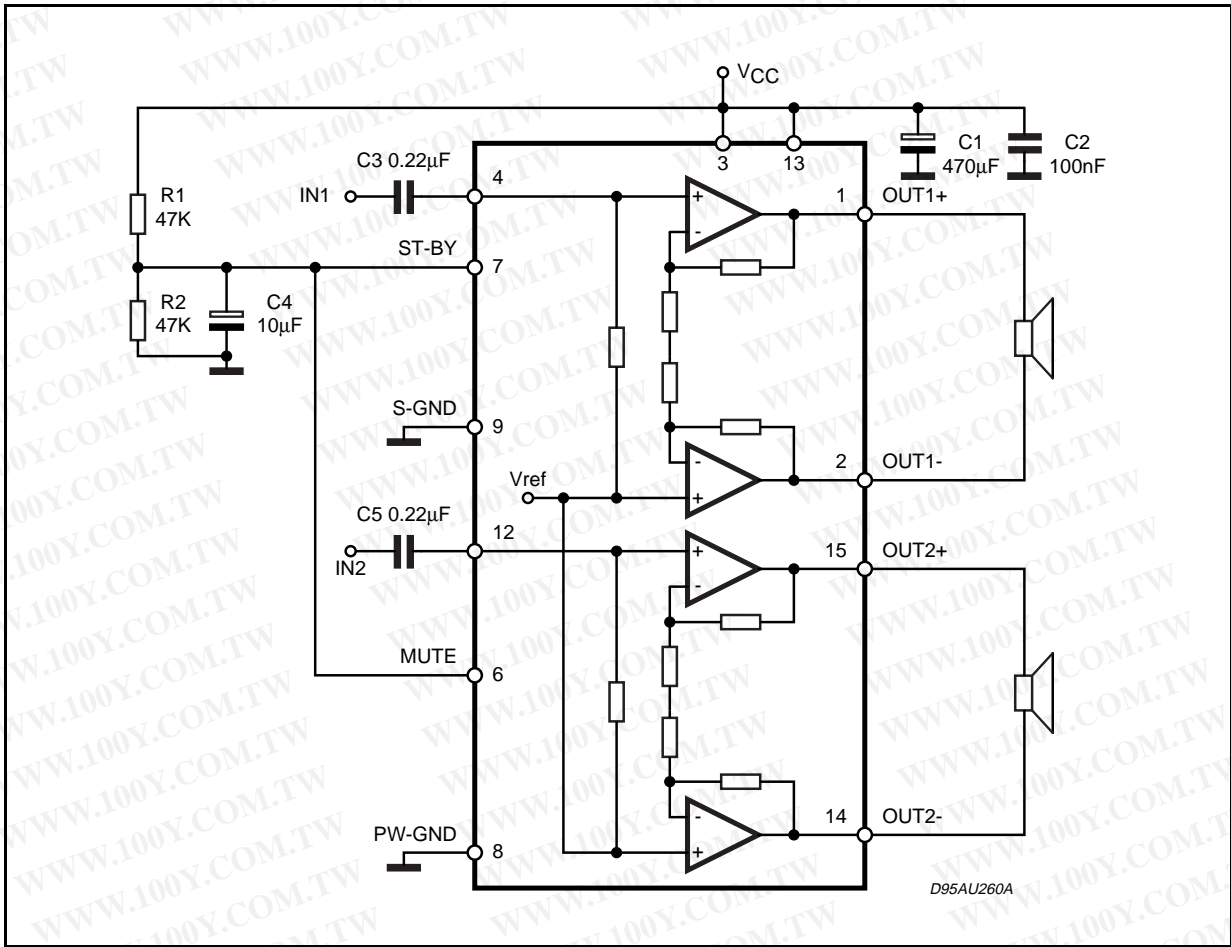 VCC
C3 0.22µF
3
13
C1
470µF
C2
100nF
IN1
4
1
OUT1+
R1
47K
+
-
ST-BY
7
R2
47K
C4
10µF
S-GND
9
-
+
2
OUT1-
Vref
C5 0.22µF
IN2
12
+
-
15
OUT2+
MUTE
6
-
+
14
OUT2-
PW-GND
8
D95AU260A
WWW.100Y.COM.TW